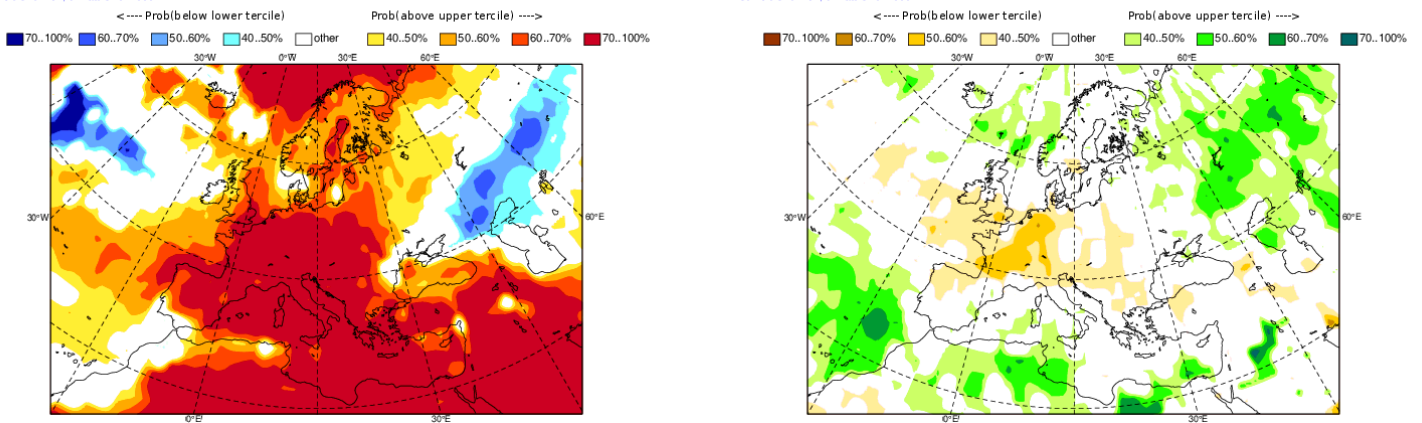 <---- Prob(below lower tercile) Prob(above upper tercile) ---->
70..100% 60..70% 50..60% 40..50% other 40..50% 50..60% 60..70% 70..100%
30°W 0°W 30°E 60°E
30°W 60°E
0°E 30°E
<---- Prob(below lower tercile) Prob(above upper tercile) ---->
70..100% 60..70% 50..60% 40..50% other 40..50% 50..60% 60..70% 70..100%
30°W 0°W 30°E 60°E
30°W 60°E
0°E 30°E